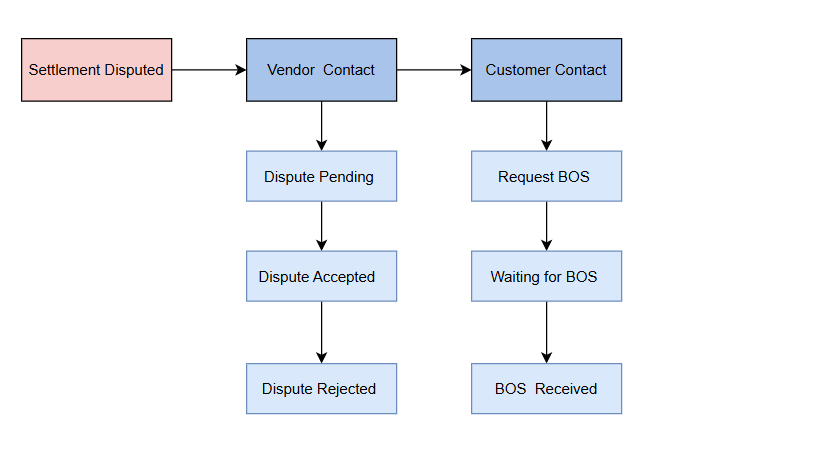 Settlement Disputed
Vendor  Contact
Customer Contact
Dispute Pending
Request BOS
Dispute Accepted
Waiting for BOS
Dispute Rejected
BOS  Received